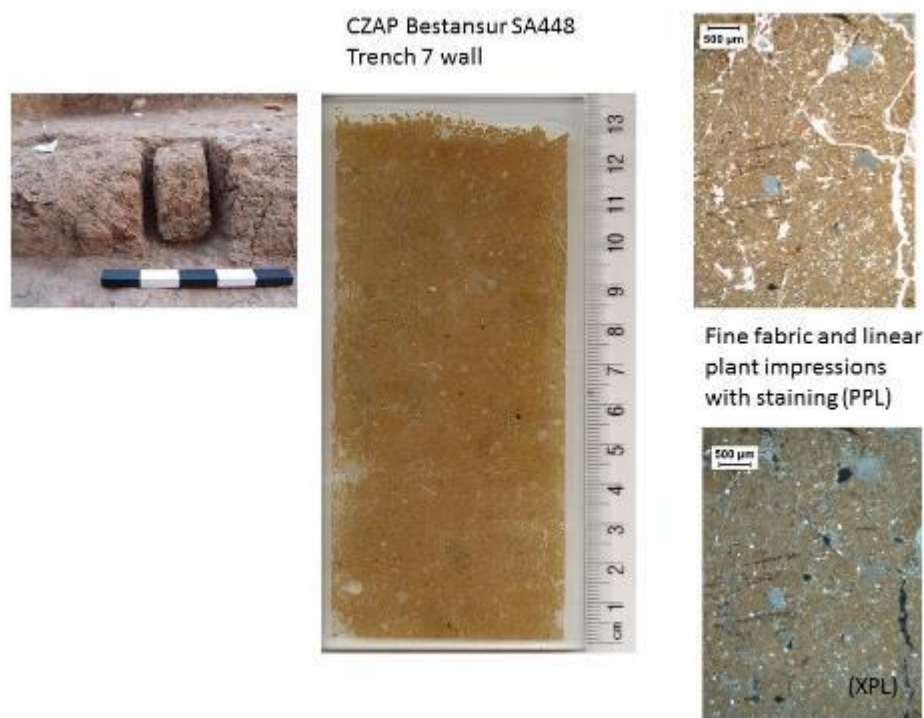 CZAP Bestansur SA448
Trench 7 wall
500 µm
13
12
11
10
9
8
7
6
5
4
3
2
1
cm
Fine fabric and linear
plant impressions
with staining (PPL)
500 µm
(XPL)